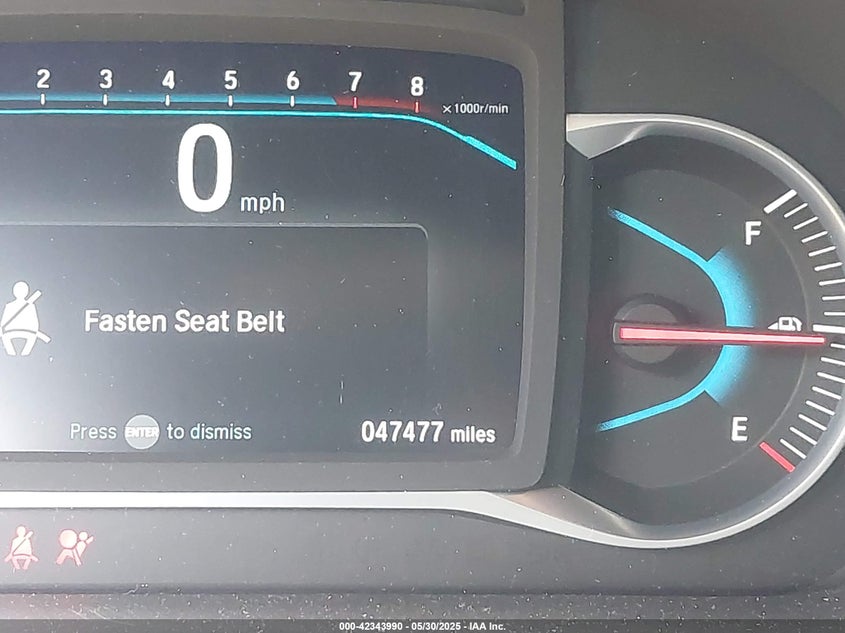 2 3 4 5 6 7 8
×1000r/min
0 mph
F
Fasten Seat Belt
E
Press ENTER to dismiss
047477 miles
000-42343990 - 05/30/2025 - IAA Inc.